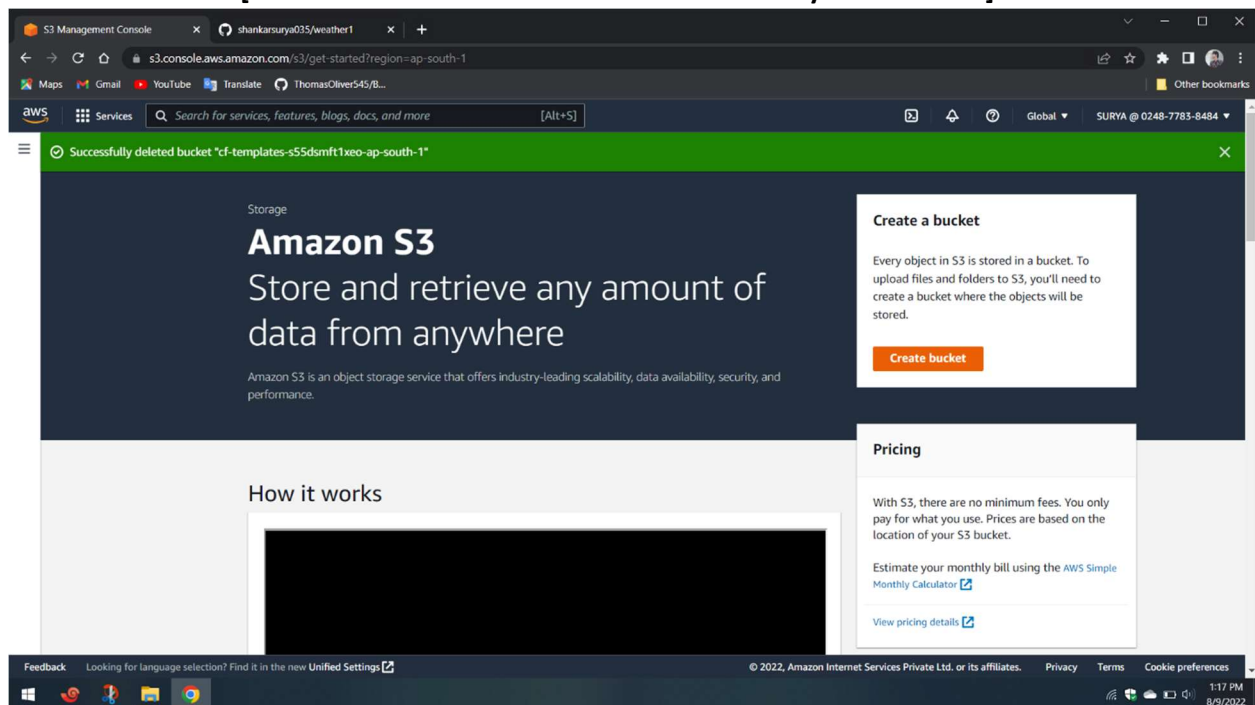 S3 Management Console
shankarsurya035/weather1
s3.console.aws.amazon.com/s3/get-started?region=ap-south-1
Maps Gmail YouTube Translate ThomasOliver545/B... Other bookmarks
aws Services Search for services, features, blogs, docs, and more [Alt+S] Global ▼ SURYA @ 0248-7783-8484 ▼
Successfully deleted bucket "cf-templates-s55dsmft1xeo-ap-south-1"
Storage
Amazon S3
Store and retrieve any amount of
data from anywhere
Amazon S3 is an object storage service that offers industry-leading scalability, data availability, security, and
performance.
Create a bucket
Every object in S3 is stored in a bucket. To
upload files and folders to S3, you'll need to
create a bucket where the objects will be
stored.
Create bucket
How it works
Pricing
With S3, there are no minimum fees. You only
pay for what you use. Prices are based on the
location of your S3 bucket.
Estimate your monthly bill using the AWS Simple
Monthly Calculator
View pricing details
Feedback Looking for language selection? Find it in the new Unified Settings © 2022, Amazon Internet Services Private Ltd. or its affiliates. Privacy Terms Cookie preferences
1:17 PM
8/9/2022